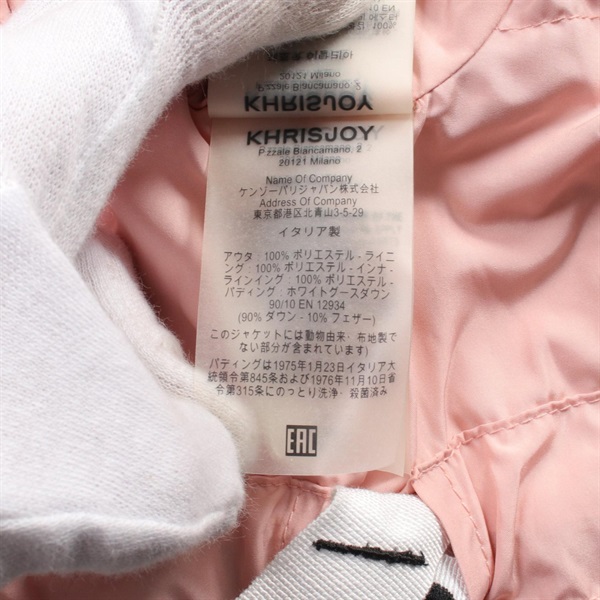 KHRISJOY
P.zzale Biancamano, 2
20121 Milano
Name Of Company
ケンゾーパリジャパン株式会社
Address Of Company
東京都港区北青山3-5-29
イタリア製
アウタ : 100% ポリエステル - ライニ
ング : 100% ポリエステル - インナ -
ラインイング : 100% ポリエステル -
パディング : ホワイトグースダウン
90/10 EN 12934
(90% ダウン - 10% フェザー)
このジャケットには動物由来・布地製で
ない部分が含まれています)
パディングは1975年1月23日イタリア大
統領令第845条および1976年11月10日省
令第315条にのっとり洗浄・殺菌済み
EAC